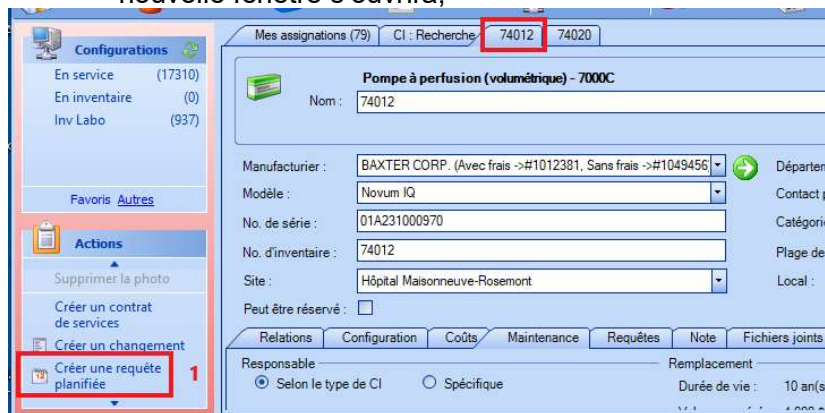 nouvelle fenêtre s'ouvrira;
Configurations
En service (17310)
En inventaire (0)
Inv Labo (937)
Favoris Autres
Actions
Supprimer la photo
Créer un contrat
de services
Créer un changement
Créer une requête
planifiée
1
Mes assignations (79) CI : Recherche 74012 74020
Pompe à perfusion (volumétrique) - 7000C
Nom : 74012
Manufacturier : BAXTER CORP. (Avec frais ->#1012381, Sans frais ->#1049456 Départe
Modèle : Novum IQ Contact p
No. de série : 01A231000970 Catégorie
No. d'inventaire : 74012 Plage de
Site : Hôpital Maisonneuve-Rosemont Local :
Peut être réservé :
Relations Configuration Coûts Maintenance Requêtes Note Fichiers joints
Responsable Remplacement
Selon le type de CI Spécifique Durée de vie : 10 an(s